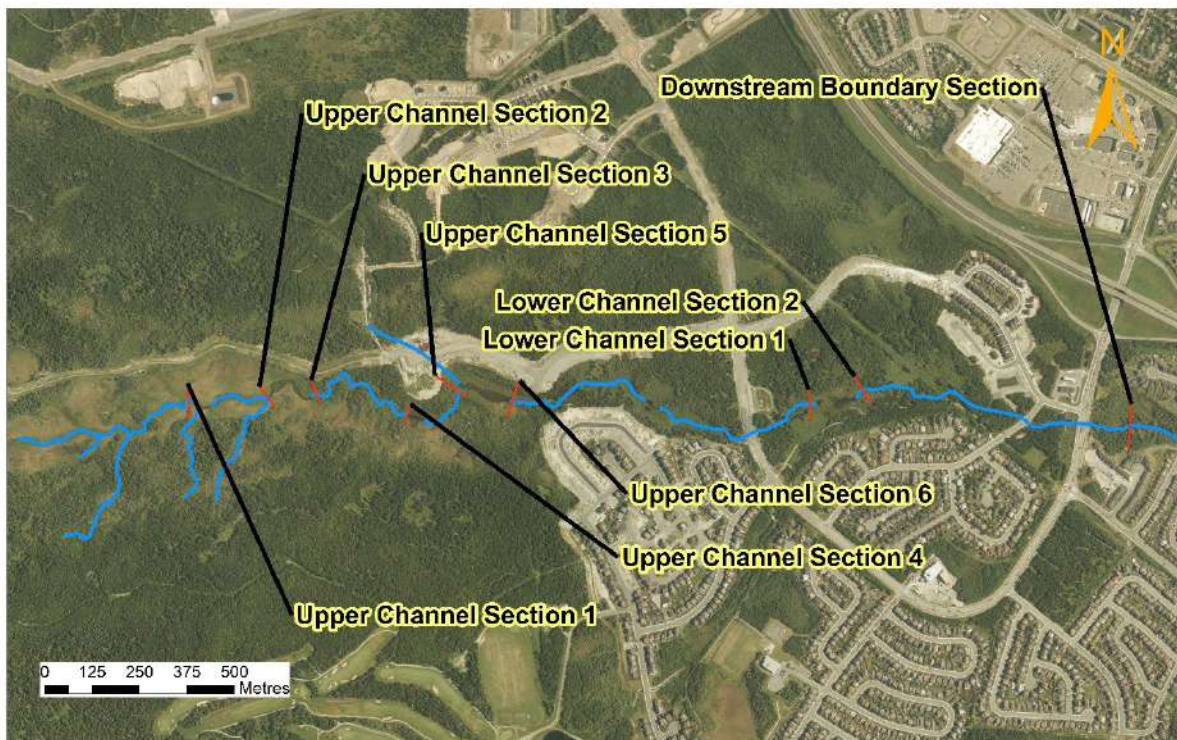 N
Downstream Boundary Section
Upper Channel Section 2
Upper Channel Section 3
Upper Channel Section 5
Lower Channel Section 2
Lower Channel Section 1
Upper Channel Section 6
Upper Channel Section 4
Upper Channel Section 1
0 125 250 375 500
Metres